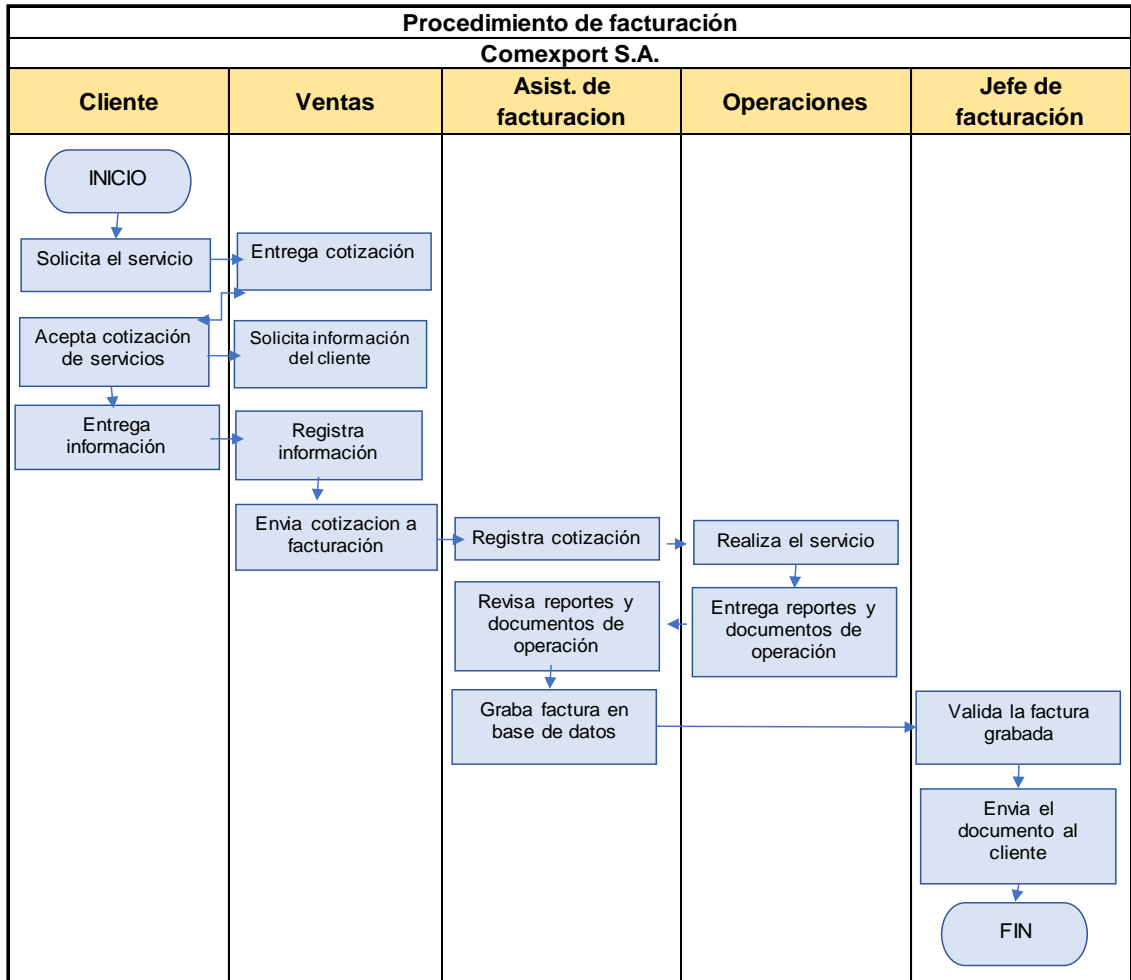 Procedimiento de facturación
Comexport S.A.
Cliente
Ventas
Asist. de
facturacion
Operaciones
Jefe de
facturación
INICIO
Solicita el servicio
Entrega cotización
Acepta cotización
de servicios
Solicita información
del cliente
Entrega
información
Registra
información
Envia cotizacion a
facturación
Registra cotización
Realiza el servicio
Entrega reportes y
documentos de
operación
Revisa reportes y
documentos de
operación
Graba factura en
base de datos
Valida la factura
grabada
Envia el
documento al
cliente
FIN